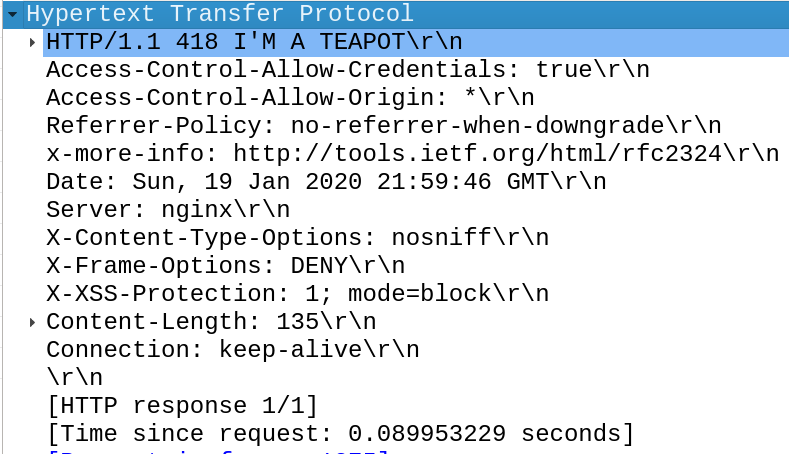 Hypertext Transfer Protocol
HTTP/1.1 418 I'M A TEAPOT\r\n
Access-Control-Allow-Credentials: true\r\n
Access-Control-Allow-Origin: *\r\n
Referrer-Policy: no-referrer-when-downgrade\r\n
x-more-info: http://tools.ietf.org/html/rfc2324\r\n
Date: Sun, 19 Jan 2020 21:59:46 GMT\r\n
Server: nginx\r\n
X-Content-Type-Options: nosniff\r\n
X-Frame-Options: DENY\r\n
X-XSS-Protection: 1; mode=block\r\n
Content-Length: 135\r\n
Connection: keep-alive\r\n
\r\n
[HTTP response 1/1]
[Time since request: 0.089953229 seconds]